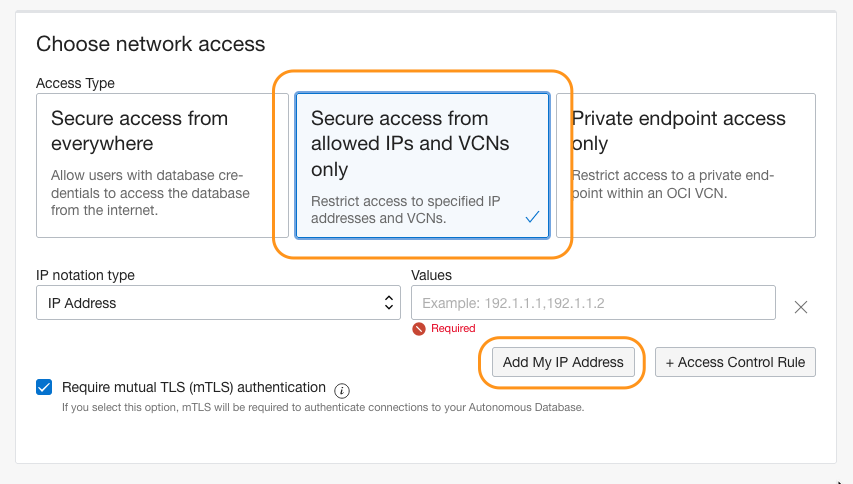 Choose network access
Access Type
Secure access from
everywhere
Allow users with database cre-
dentials to access the database
from the internet.
Secure access from
allowed IPs and VCNs
only
Restrict access to specified IP
addresses and VCNs.
Private endpoint access
only
Restrict access to a private end-
point within an OCI VCN.
IP notation type
IP Address
Values
Example: 192.1.1.1,192.1.1.2
Required
Add My IP Address
+ Access Control Rule
Require mutual TLS (mTLS) authentication
If you select this option, mTLS will be required to authenticate connections to your Autonomous Database.